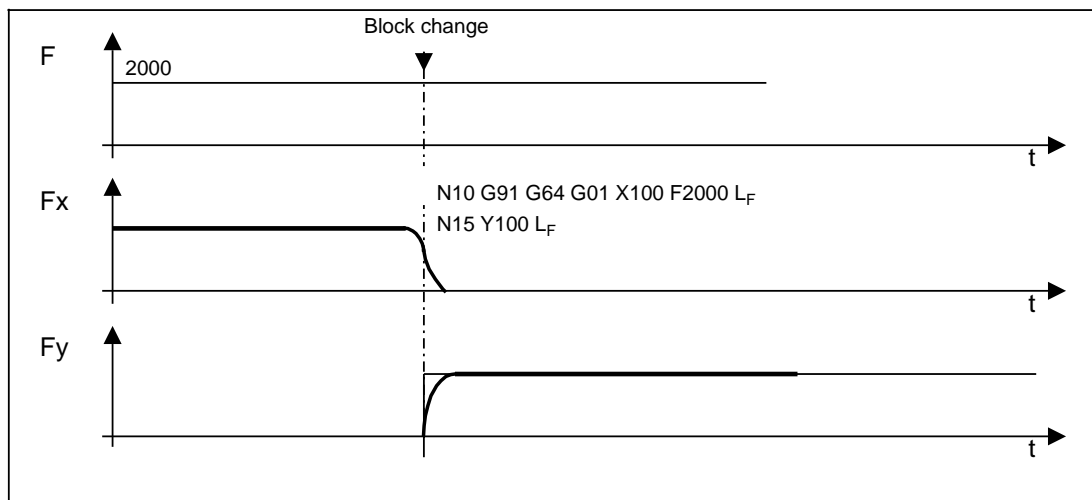 Block change
F
2000
t
Fx
N10 G91 G64 G01 X100 F2000 LF
N15 Y100 LF
t
Fy
t